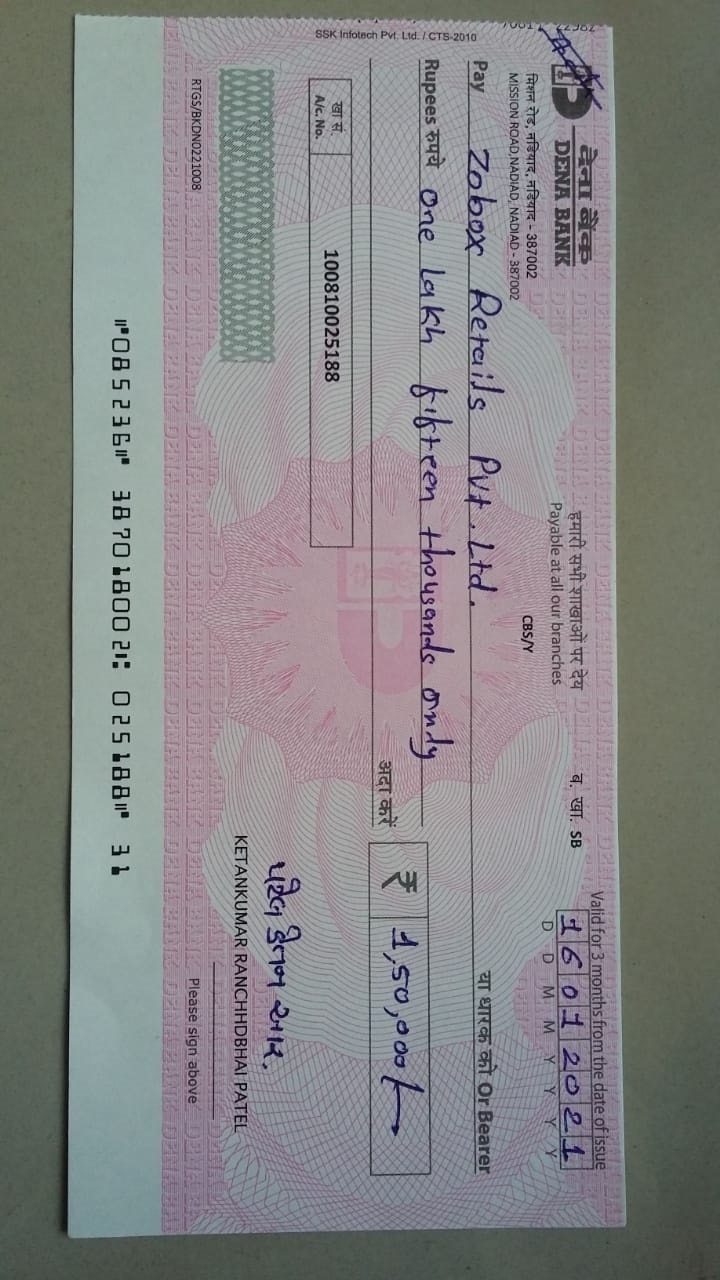 SSK Infotech Pvt. Ltd. / CTS-2010
देना बैंक
DENA BANK
मिशन रोड, नडियाद, नडियाद - 387002
MISSION ROAD,NADIAD, NADIAD - 387002
हमारी सभी शाखाओं पर देय
Payable at all our branches
CBS/Y
ब. खा. SB
Valid for 3 months from the date of issue
16012021
D D M M Y Y Y Y
Pay Zobox Retails Pvt. Ltd. या धारक को Or Bearer
Rupees रुपये one Lakh fifteen thousands only
अदा करें ₹ 1,50,000/-
खा सं.
A/c. No. 100810025188
પટેલ કેતન આર.
KETANKUMAR RANCHHDBHAI PATEL
RTGS/BKDN0221008
Please sign above
⑈085236⑈ 387018002⑆ 025188⑈ 31